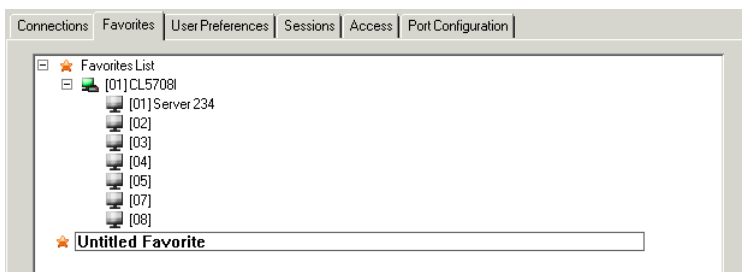 Connections Favorites User Preferences Sessions Access Port Configuration
Favorites List
[01]CL5708I
[01]Server 234
[02]
[03]
[04]
[05]
[07]
[08]
Untitled Favorite